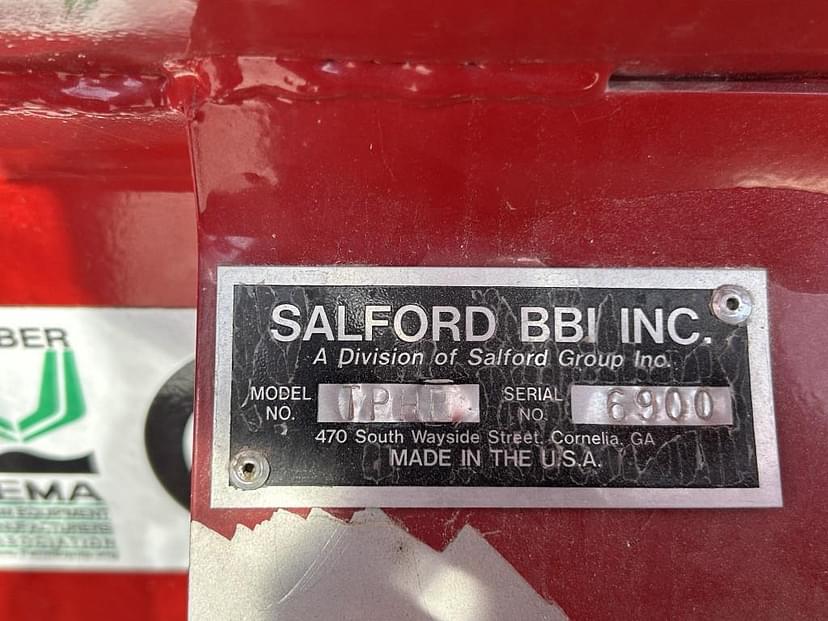 SALFORD BBI INC.
A Division of Salford Group Inc.
MODEL NO.
SERIAL NO. 6900
470 South Wayside Street, Cornelia, GA
MADE IN THE U.S.A.
BER
EMA